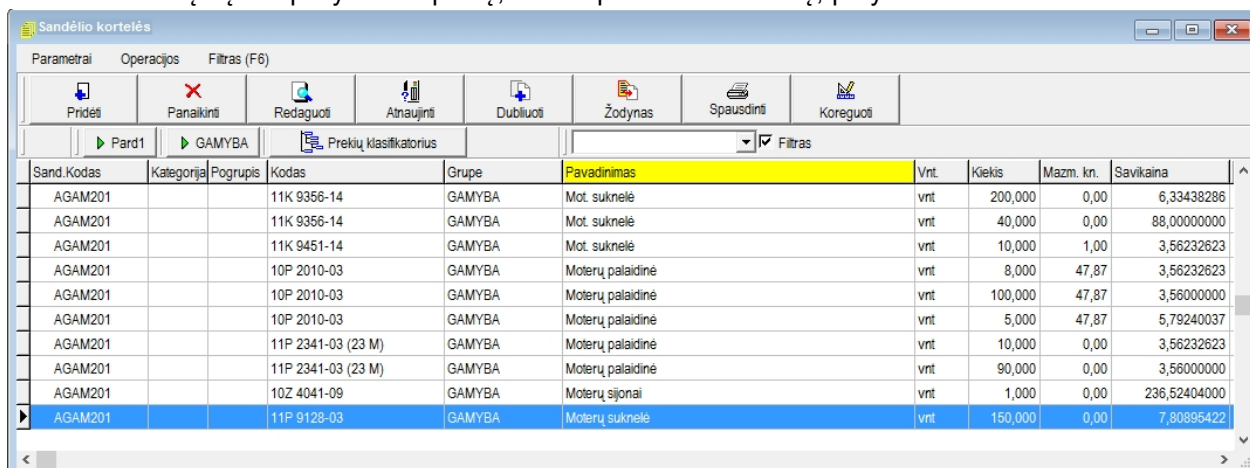 Sandėlio kortelės
Parametrai Operacijos Filtras (F6)
Pridėti Panaikinti Redaguoti Atnaujinti Dubliuoti Žodynas Spausdinti Koreguoti
Pard1 GAMYBA Prekių klasifikatorius Filtras
Sand.Kodas Kategorija Pogrupis Kodas Grupe Pavadinimas Vnt. Kiekis Mazm. kn. Savikaina
AGAM201 11K 9356-14 GAMYBA Mot. suknelė vnt 200,000 0,00 6,33438286
AGAM201 11K 9356-14 GAMYBA Mot. suknelė vnt 40,000 0,00 88,00000000
AGAM201 11K 9451-14 GAMYBA Mot. suknelė vnt 10,000 1,00 3,56232623
AGAM201 10P 2010-03 GAMYBA Moterų palaidinė vnt 8,000 47,87 3,56232623
AGAM201 10P 2010-03 GAMYBA Moterų palaidinė vnt 100,000 47,87 3,56000000
AGAM201 10P 2010-03 GAMYBA Moterų palaidinė vnt 5,000 47,87 5,79240037
AGAM201 11P 2341-03 (23 M) GAMYBA Moterų palaidinė vnt 10,000 0,00 3,56232623
AGAM201 11P 2341-03 (23 M) GAMYBA Moterų palaidinė vnt 90,000 0,00 3,56000000
AGAM201 10Z 4041-09 GAMYBA Moterų sijonai vnt 1,000 0,00 236,52404000
AGAM201 11P 9128-03 GAMYBA Moterų suknelė vnt 150,000 0,00 7,80895422